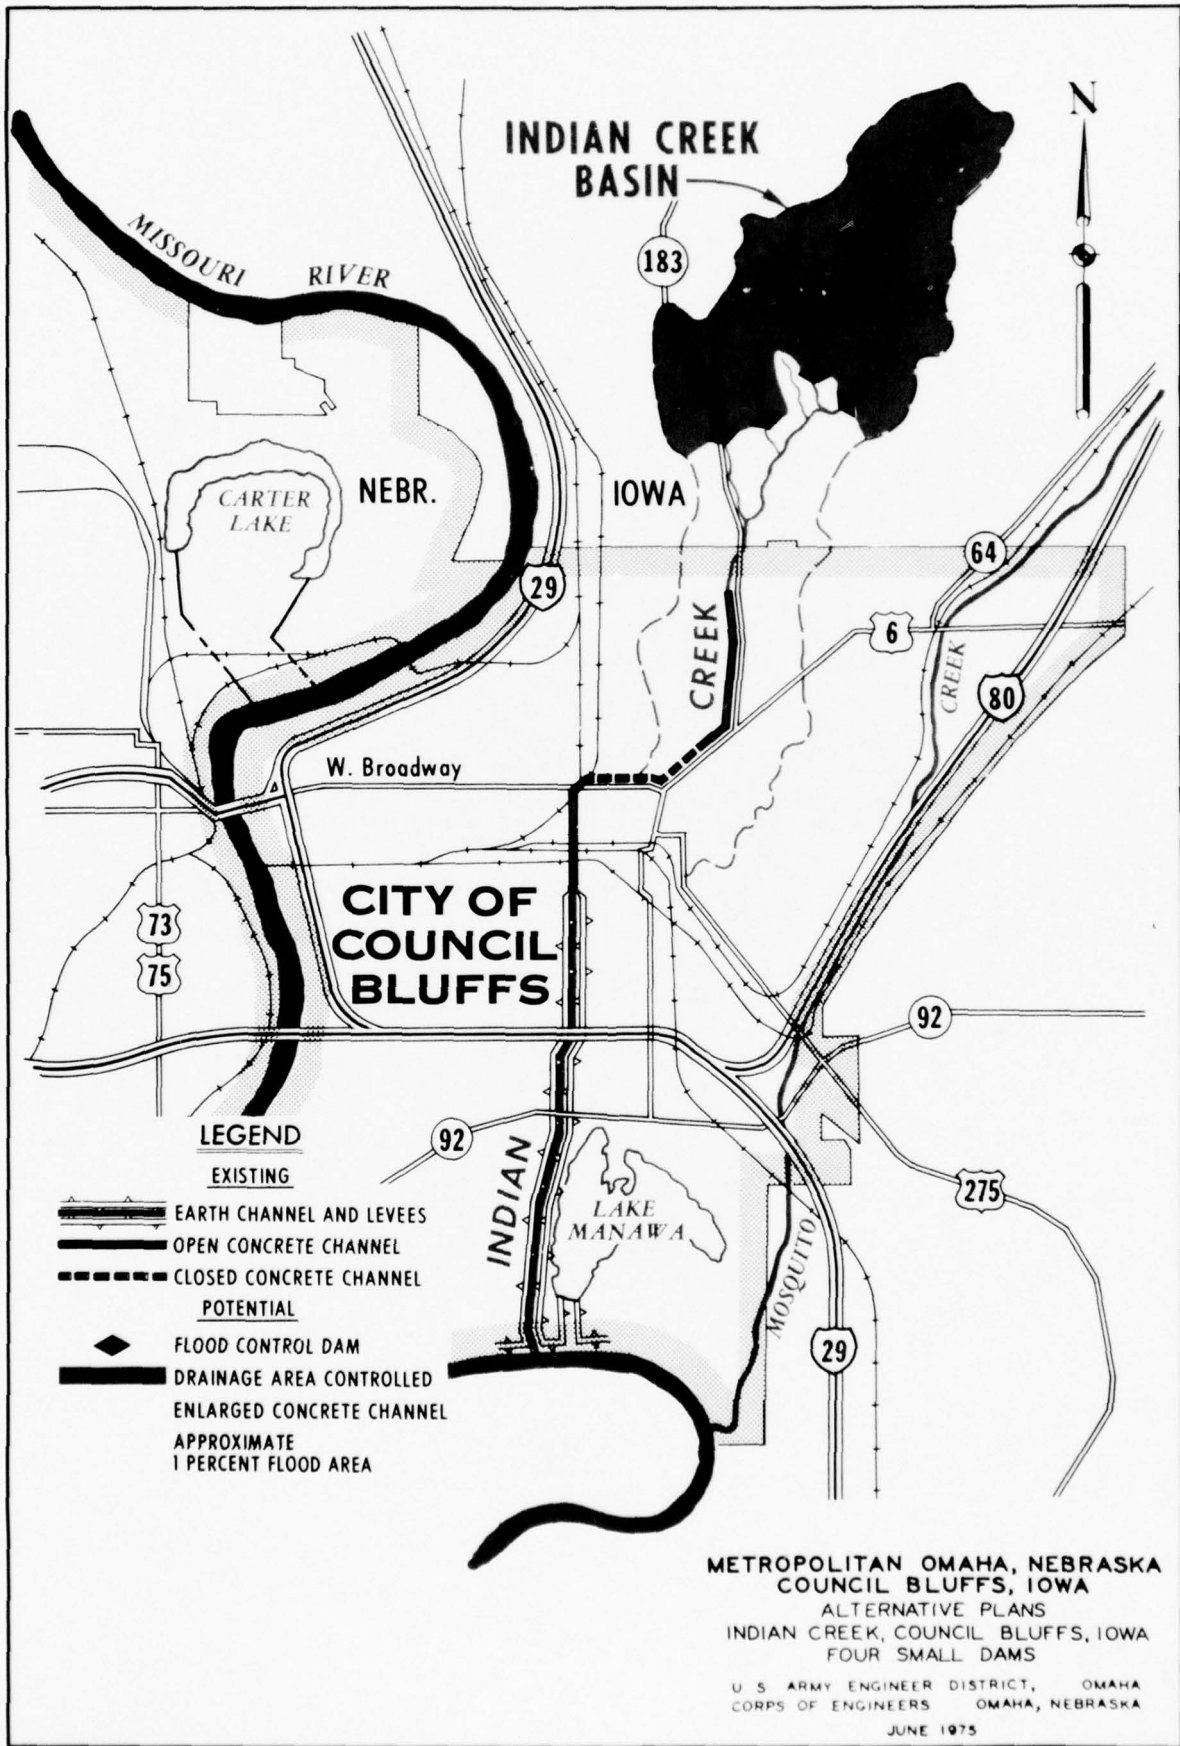 N
INDIAN CREEK
BASIN
183
MISSOURI RIVER
CARTER
LAKE
NEBR.
IOWA
29
64
6
CREEK
CREEK
80
W. Broadway
CITY OF
COUNCIL
BLUFFS
73
75
92
92
INDIAN
LAKE
MANAWA
275
MOSQUITO
29
LEGEND
EXISTING
EARTH CHANNEL AND LEVEES
OPEN CONCRETE CHANNEL
CLOSED CONCRETE CHANNEL
POTENTIAL
FLOOD CONTROL DAM
DRAINAGE AREA CONTROLLED
ENLARGED CONCRETE CHANNEL
APPROXIMATE
1 PERCENT FLOOD AREA
METROPOLITAN OMAHA, NEBRASKA
COUNCIL BLUFFS, IOWA
ALTERNATIVE PLANS
INDIAN CREEK, COUNCIL BLUFFS, IOWA
FOUR SMALL DAMS
U S ARMY ENGINEER DISTRICT, OMAHA
CORPS OF ENGINEERS OMAHA, NEBRASKA
JUNE 1975